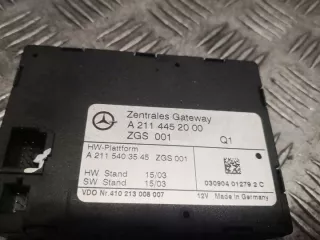 Zentrales Gateway
A 211 445 20 00
ZGS 001 Q1
HW-Plattform
A 211 540 35 45 ZGS 001
HW Stand 15/03
SW Stand 15/03
030904 01279 2 C
VDO Nr. 410 213 008 007 12V Made in Germany